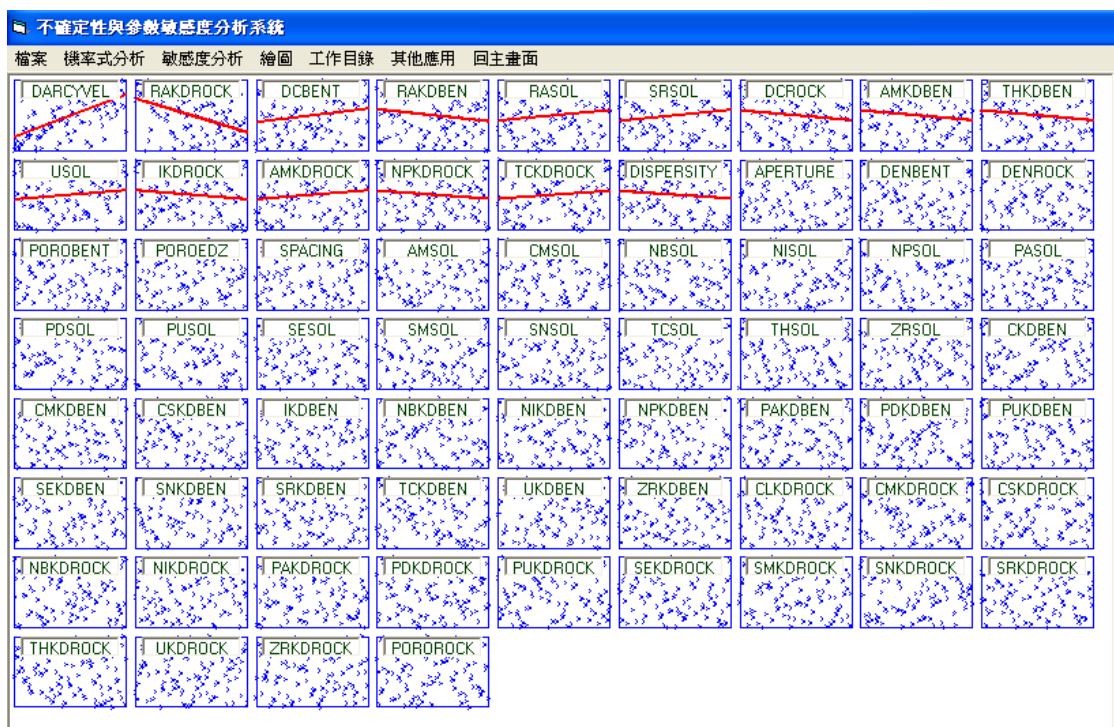 不確定性與參數敏感度分析系統
檔案 機率式分析 敏感度分析 繪圖 工作目錄 其他應用 回主畫面
DARCYVEL RAKDROCK DCBENT RAKDBEN RASOL SRSOL DCROCK AMKDBEN THKDBEN
USOL IKDROCK AMKDROCK NPKDROCK TCKDROCK DISPERSITY APERTURE DENBENT DENROCK
POROBENT POROEDZ SPACING AMSOL CMSOL NBSOL NISOL NPSOL PASOL
PDSOL PUSOL SESOL SMSOL SNSOL TCSOL THSOL ZRSOL CKDBEN
CMKDBEN CSKDBEN IKDBEN NBKDBEN NIKDBEN NPKDBEN PAKDBEN PDKDBEN PUKDBEN
SEKDBEN SNKDBEN SRKDBEN TCKDBEN UKDBEN ZRKDBEN CLKDROCK CMKDROCK CSKDROCK
NBKDROCK NIKDROCK PAKDROCK PDKDROCK PUKDROCK SEKDROCK SMKDROCK SNKDROCK SRKDROCK
THKDROCK UKDROCK ZRKDROCK POROROCK